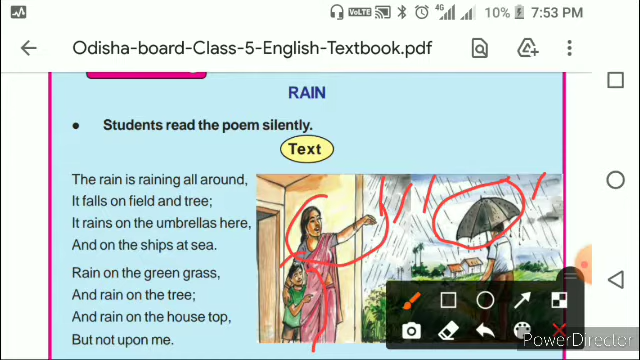 VoLTE 4G 10% 7:53 PM
Odisha-board-Class-5-English-Textbook.pdf
RAIN
• Students read the poem silently.
Text
The rain is raining all around,
It falls on field and tree;
It rains on the umbrellas here,
And on the ships at sea.
Rain on the green grass,
And rain on the tree;
And rain on the house top,
But not upon me.
PowerDirector